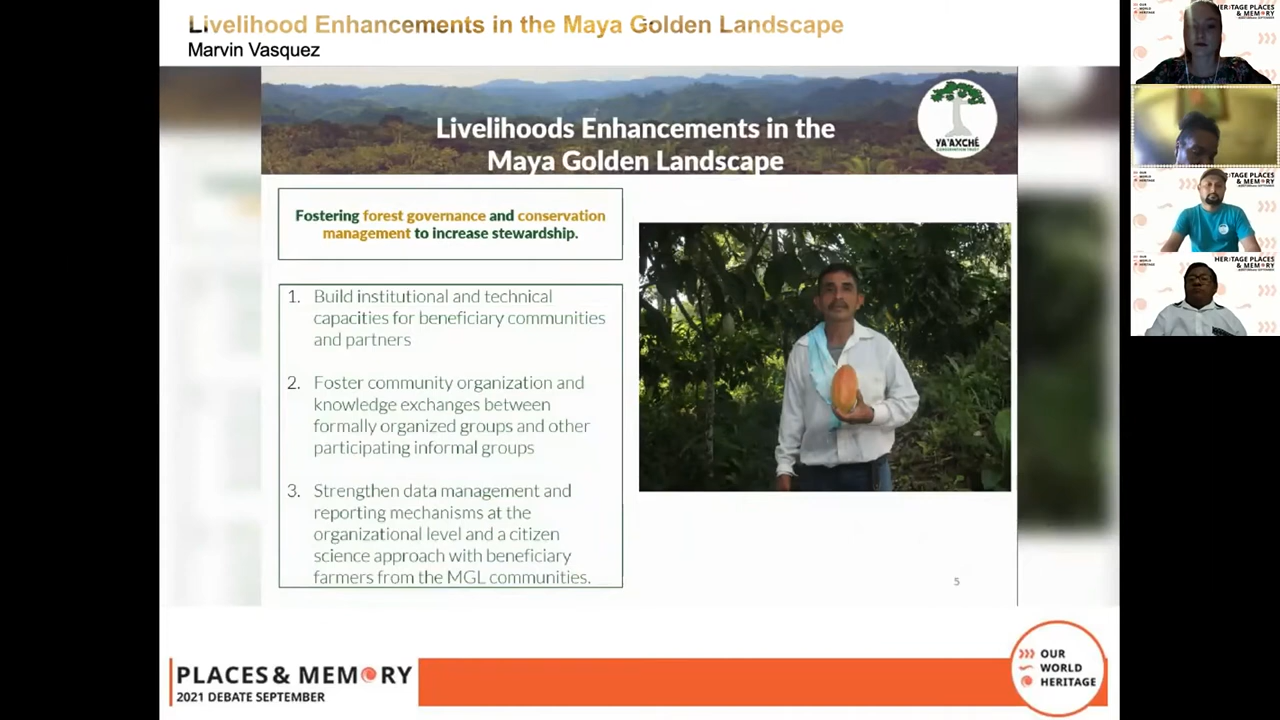 Livelihood Enhancements in the Maya Golden Landscape
Marvin Vasquez
Livelihoods Enhancements in the
Maya Golden Landscape
YA'AXCHÉ
CONSERVATION TRUST
Fostering forest governance and conservation
management to increase stewardship.
1. Build institutional and technical
capacities for beneficiary communities
and partners
2. Foster community organization and
knowledge exchanges between
formally organized groups and other
participating informal groups
3. Strengthen data management and
reporting mechanisms at the
organizational level and a citizen
science approach with beneficiary
farmers from the MGL communities.
5
PLACES & MEMORY
2021 DEBATE SEPTEMBER
OUR
WORLD
HERITAGE
HERITAGE PLACES
& MEMORY